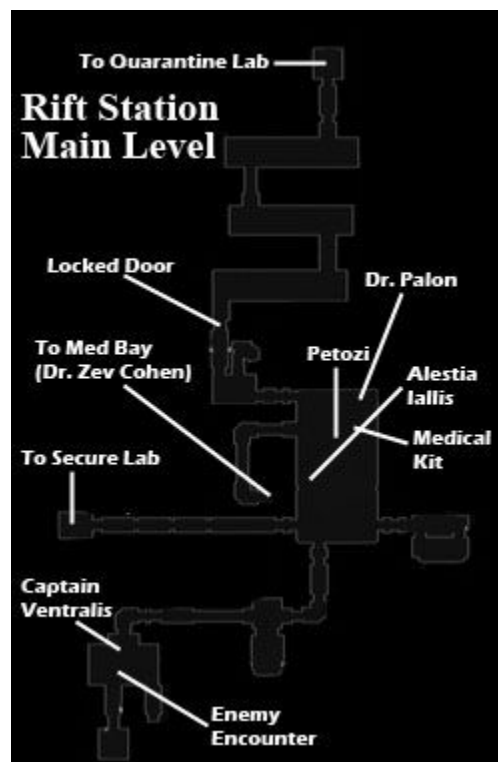 To Quarantine Lab
Rift Station
Main Level
Locked Door
Dr. Palon
To Med Bay
(Dr. Zev Cohen)
Petozi
Alestia
Iallis
Medical
Kit
To Secure Lab
Captain
Ventralis
Enemy
Encounter